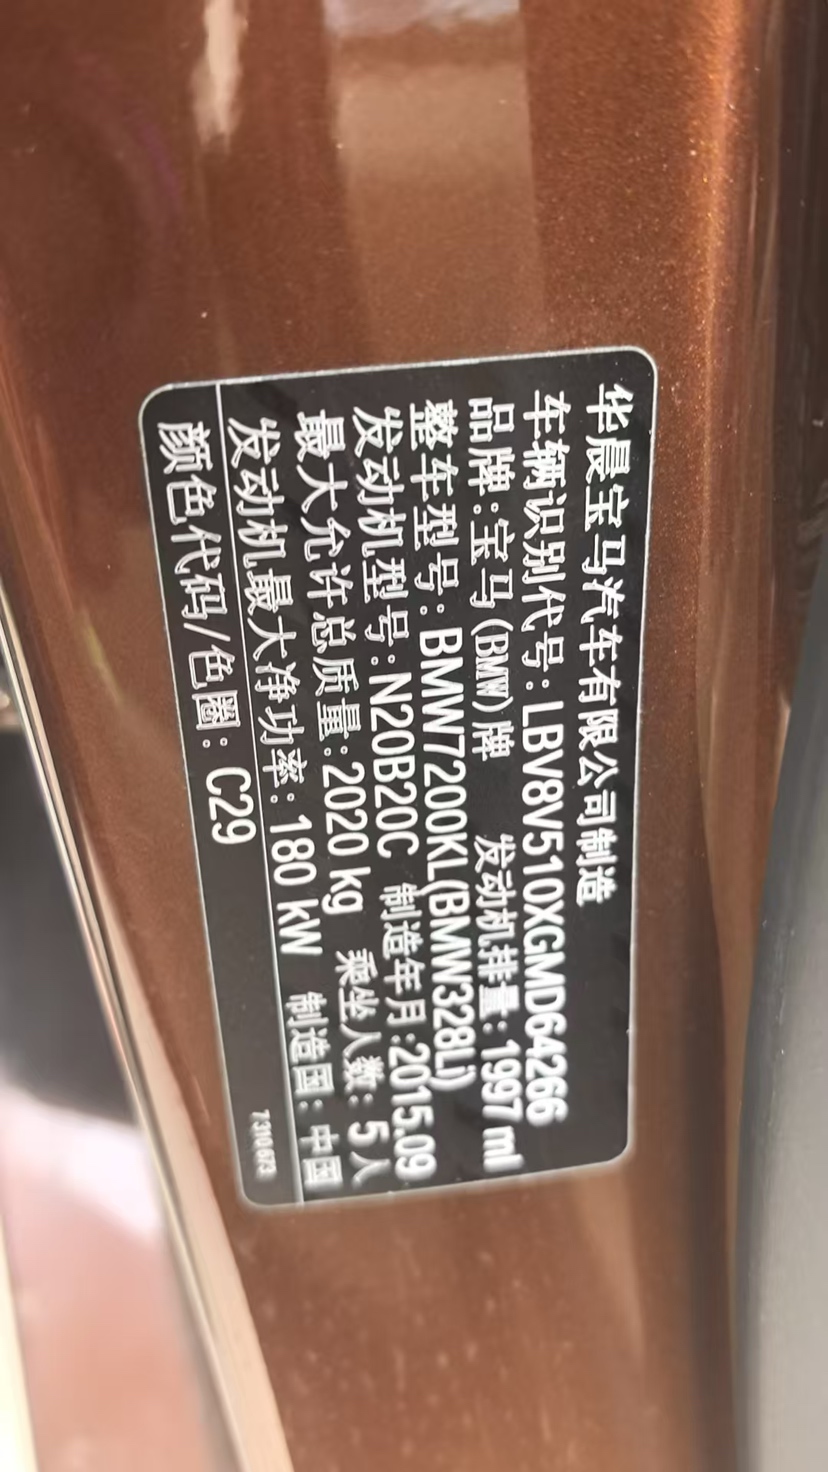 华晨宝马汽车有限公司制造
车辆识别代号:LBV8V510XGMD64266
品牌:宝马(BMW)牌 发动机排量:1997 ml
整车型号:BMW7200KL(BMW328Li)
发动机型号:N20B20C 制造年月:2015.09
最大允许总质量:2020 kg 乘坐人数:5人
发动机最大净功率:180 kW 制造国:中国
颜色代码/色圈:C29
7 310 673